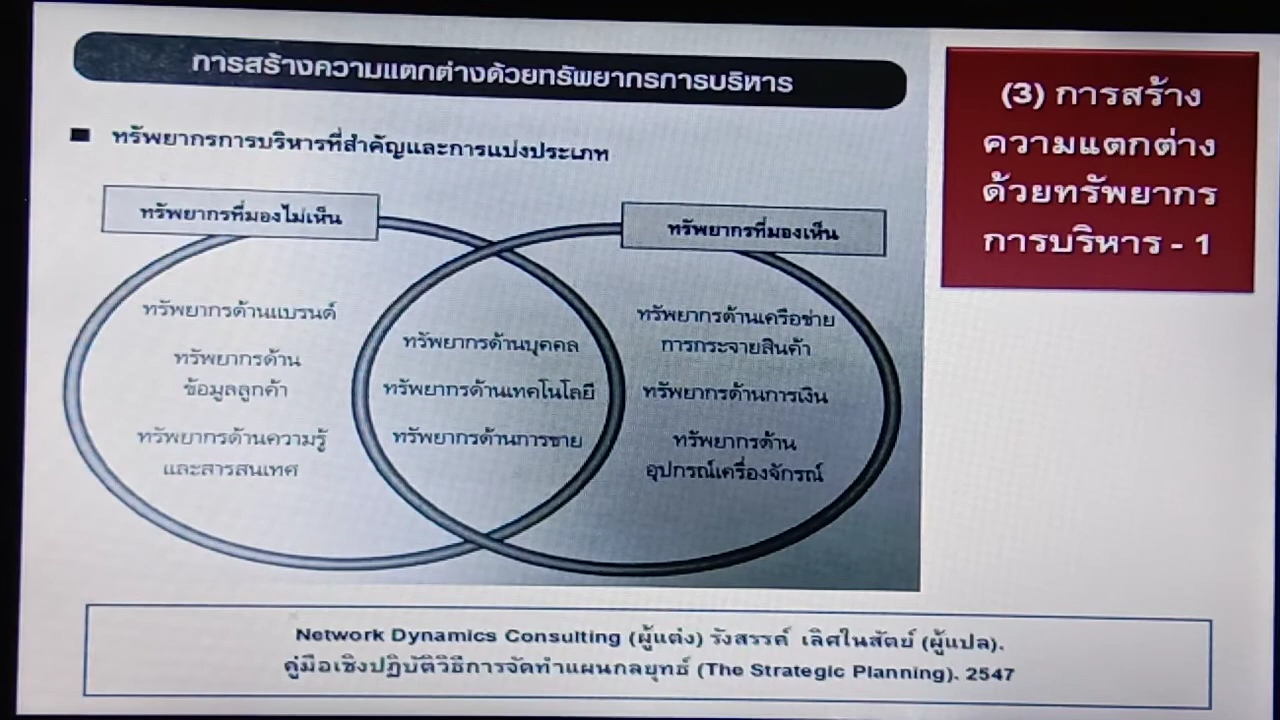 การสร้างความแตกต่างด้วยทรัพยากรการบริหาร
(3) การสร้าง
ความแตกต่าง
ด้วยทรัพยากร
การบริหาร - 1
■ ทรัพยากรการบริหารที่สำคัญและการแบ่งประเภท
ทรัพยากรที่มองไม่เห็น
ทรัพยากรที่มองเห็น
ทรัพยากรด้านแบรนด์
ทรัพยากรด้าน
ข้อมูลลูกค้า
ทรัพยากรด้านความรู้
และสารสนเทศ
ทรัพยากรด้านบุคคล
ทรัพยากรด้านเทคโนโลยี
ทรัพยากรด้านการขาย
ทรัพยากรด้านเครือข่าย
การกระจายสินค้า
ทรัพยากรด้านการเงิน
ทรัพยากรด้าน
อุปกรณ์เครื่องจักรณ์
Network Dynamics Consulting (ผู้แต่ง) รังสรรค์ เลิศในสัตย์ (ผู้แปล).
คู่มือเชิงปฏิบัติวิธีการจัดทำแผนกลยุทธ์ (The Strategic Planning). 2547